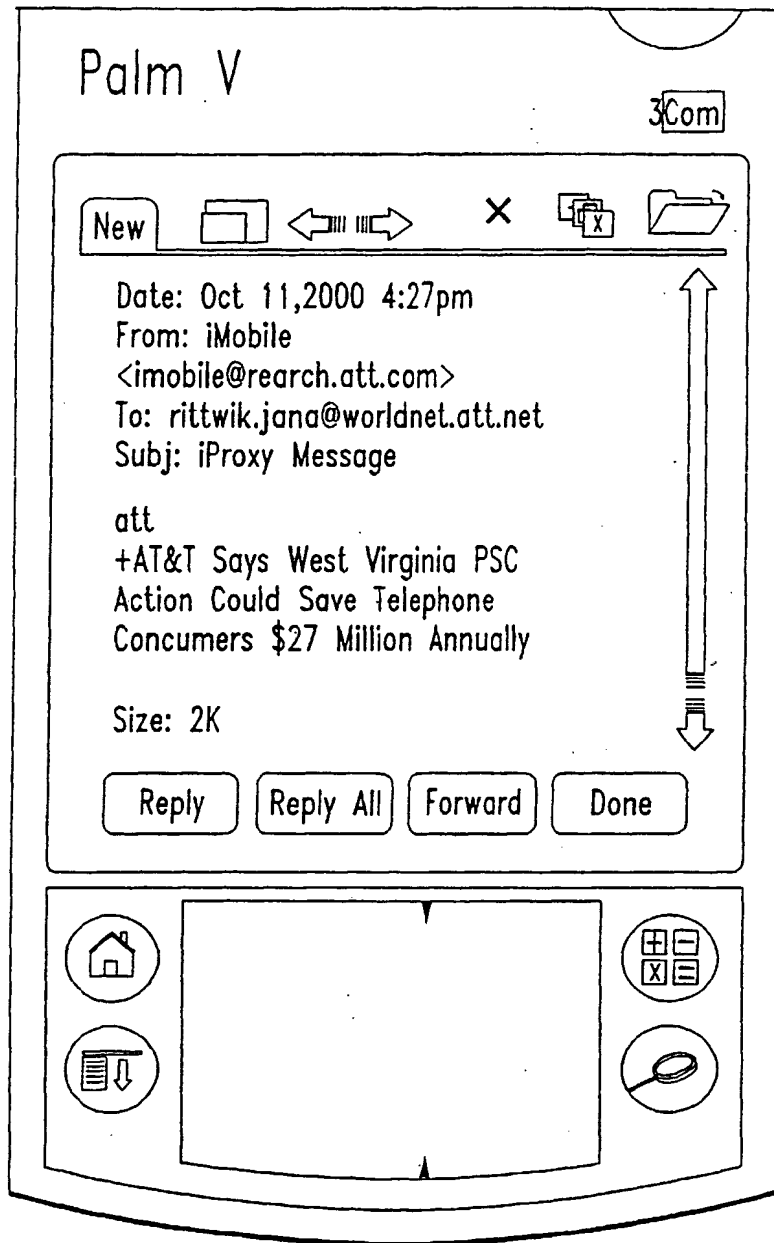 Palm V
3Com
New
X
Date: Oct 11,2000 4:27pm
From: iMobile
<imobile@rearch.att.com>
To: rittwik.jana@worldnet.att.net
Subj: iProxy Message
att
+AT&T Says West Virginia PSC
Action Could Save Telephone
Concumers $27 Million Annually
Size: 2K
Reply Reply All Forward Done
+ -
X =